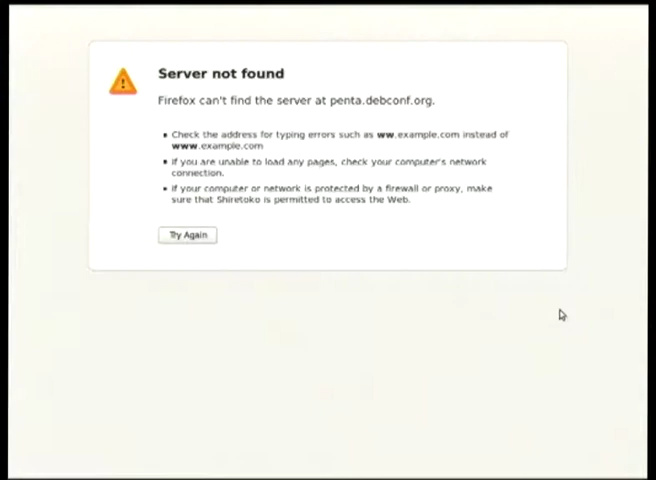 Server not found
Firefox can't find the server at penta.debconf.org.
Check the address for typing errors such as ww.example.com instead of
www.example.com
If you are unable to load any pages, check your computer's network
connection.
If your computer or network is protected by a firewall or proxy, make
sure that Shiretoko is permitted to access the Web.
Try Again